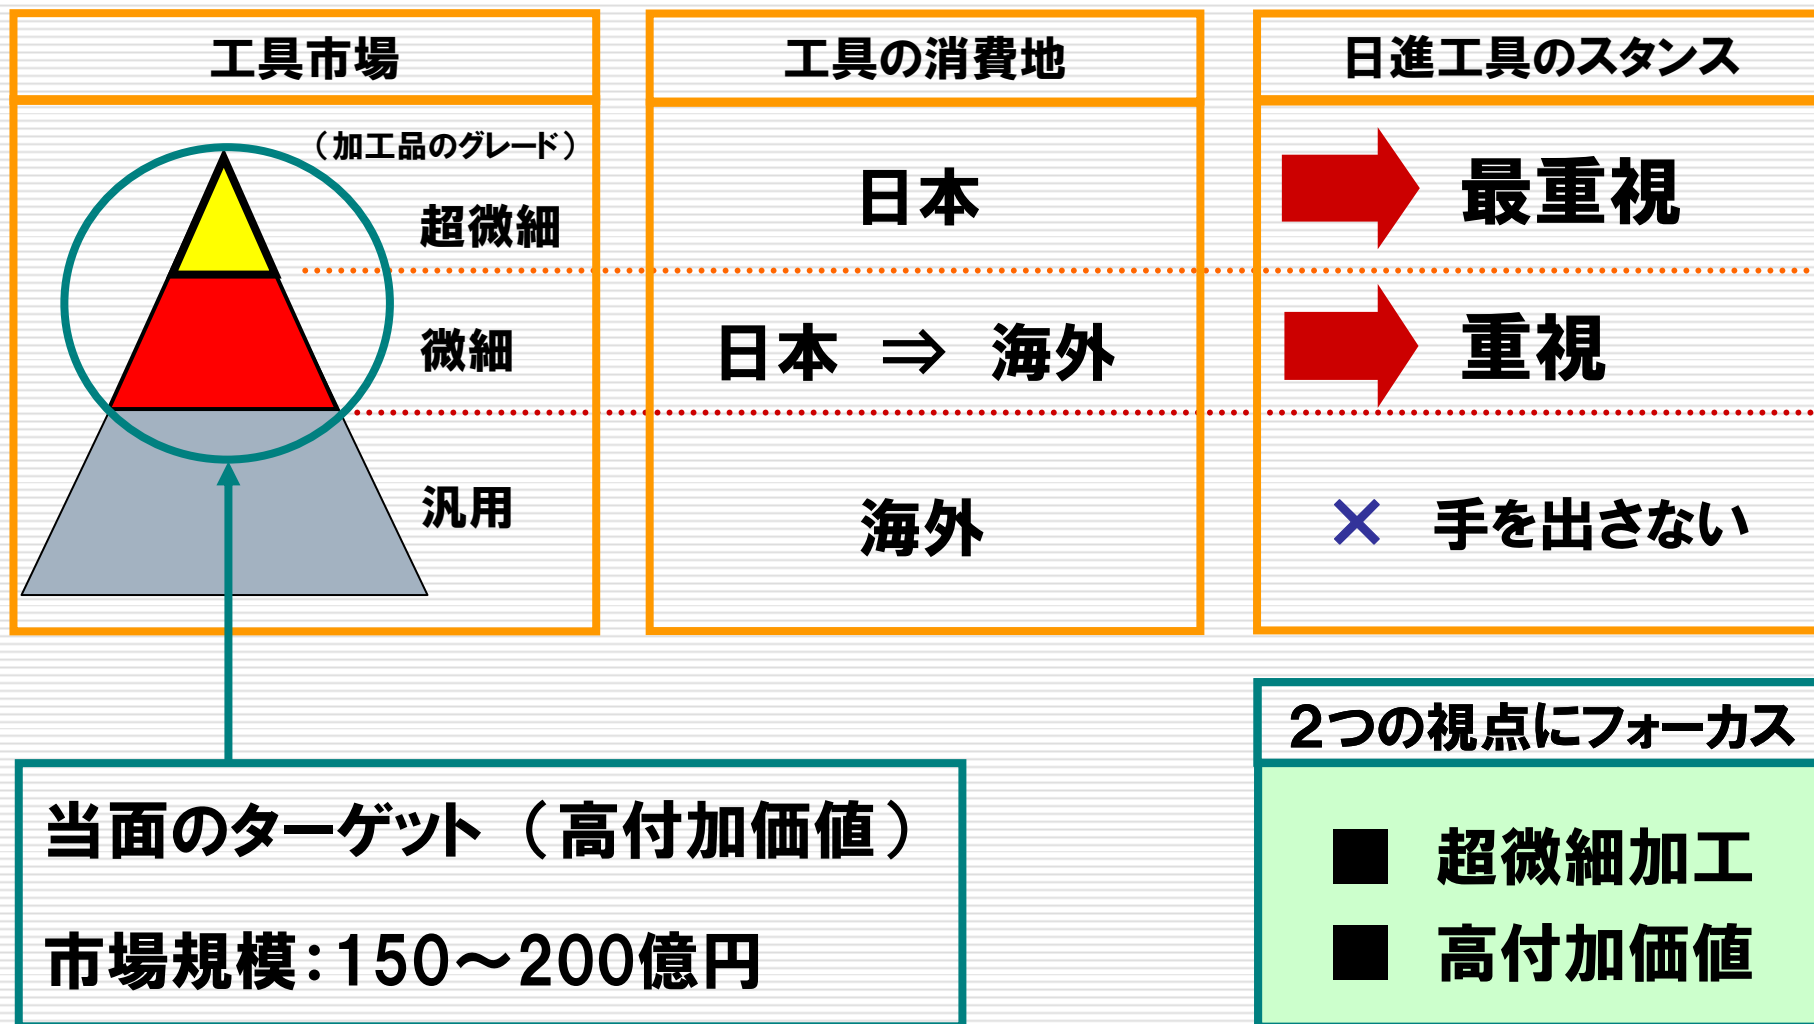 工具市場
工具の消費地
日進工具のスタンス
（加工品のグレード）
超微細
日本
最重視
微細
日本 ⇒ 海外
重視
汎用
海外
× 手を出さない
当面のターゲット（高付加価値）
市場規模：150～200億円
２つの視点にフォーカス
■ 超微細加工
■ 高付加価値